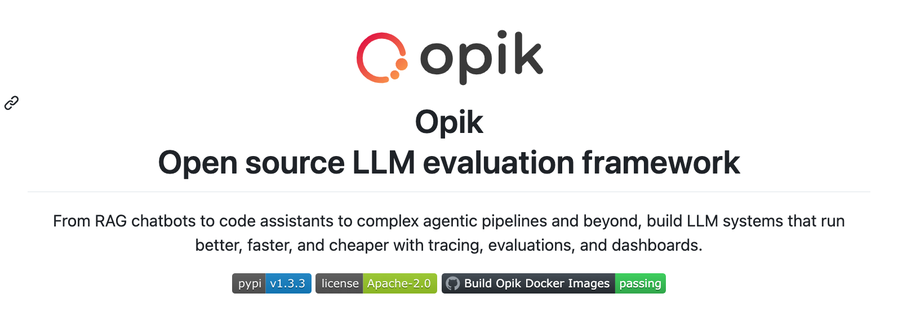 opik
Opik
Open source LLM evaluation framework
From RAG chatbots to code assistants to complex agentic pipelines and beyond, build LLM systems that run
better, faster, and cheaper with tracing, evaluations, and dashboards.
pypi v1.3.3 license Apache-2.0 Build Opik Docker Images passing